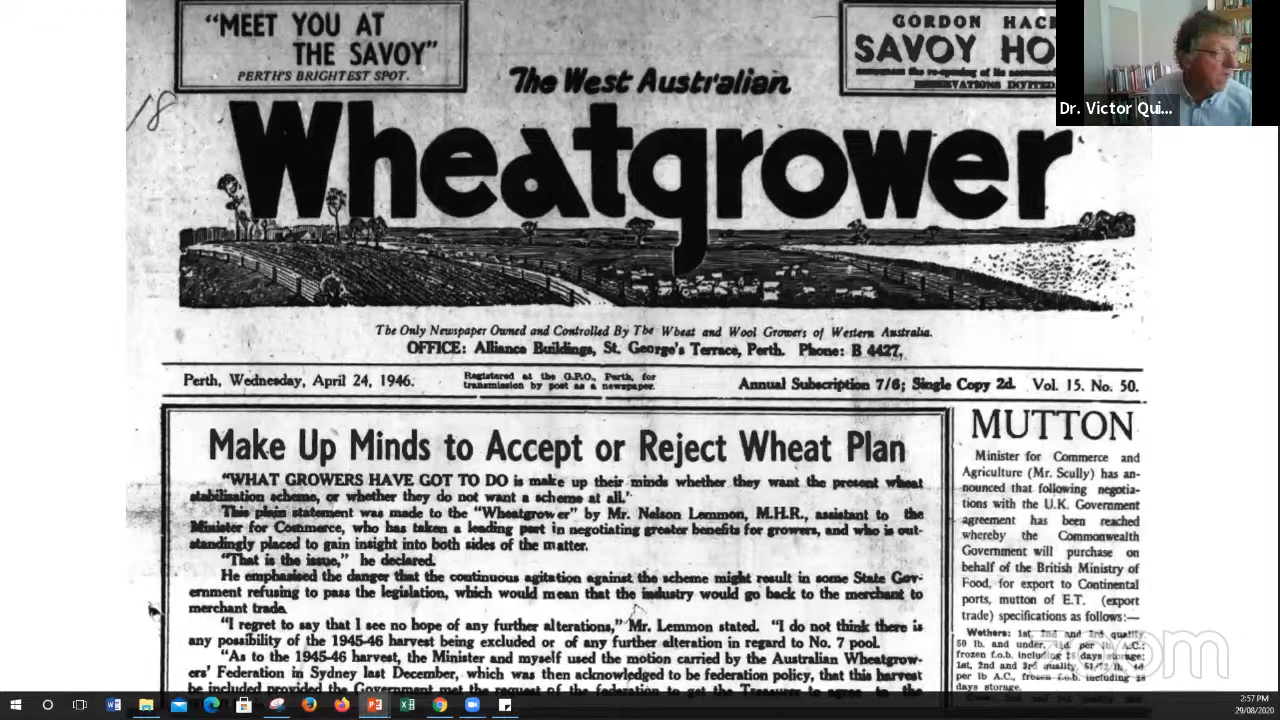 "MEET YOU AT
THE SAVOY"
PERTH'S BRIGHTEST SPOT.
GORDON HAC
SAVOY HO
RESERVATIONS INVITED
Dr. Victor Qui...
18
The West Australian
Wheatgrower
The Only Newspaper Owned and Controlled By The Wheat and Wool Growers of Western Australia.
OFFICE: Alliance Buildings, St. George's Terrace, Perth. Phone: B 4427.
Perth, Wednesday, April 24, 1946.
Registered at the G.P.O., Perth, for
transmission by post as a newspaper.
Annual Subscription 7/6; Single Copy 2d. Vol. 15. No. 50.
Make Up Minds to Accept or Reject Wheat Plan
"WHAT GROWERS HAVE GOT TO DO is make up their minds whether they want the present wheat
stabilisation scheme, or whether they do not want a scheme at all."
This plain statement was made to the "Wheatgrower" by Mr. Nelson Lemmon, M.H.R., assistant to the
Minister for Commerce, who has taken a leading part in negotiating greater benefits for growers, and who is out-
standingly placed to gain insight into both sides of the matter.
"That is the issue," he declared.
He emphasised the danger that the continuous agitation against the scheme might result in some State Gov-
ernment refusing to pass the legislation, which would mean that the industry would go back to the merchant to
merchant trade.
"I regret to say that I see no hope of any further alterations," Mr. Lemmon stated. "I do not think there is
any possibility of the 1945-46 harvest being excluded or of any further alteration in regard to No. 7 pool.
"As to the 1945-46 harvest, the Minister and myself used the motion carried by the Australian Wheatgrow-
ers' Federation in Sydney last December, which was then acknowledged to be federation policy, that this harvest
be included provided the Government met the request of the federation to get the Treasurer to agree to the
MUTTON
Minister for Commerce and
Agriculture (Mr. Scully) has an-
nounced that following negotia-
tions with the U.K. Government
agreement has been reached
whereby the Commonwealth
Government will purchase on
behalf of the British Ministry of
Food, for export to Continental
ports, mutton of E.T. (export
trade) specifications as follows:—
Wethers: 1st, 2nd and 3rd quality
50 lb. and under, per lb. A.C.;
frozen f.o.b. including 28 days storage;
1st, 2nd and 3rd quality, 51/72 lb.,
per lb A.C., frozen f.o.b. including 28
days storage.
zoom
2:57 PM
29/08/2020